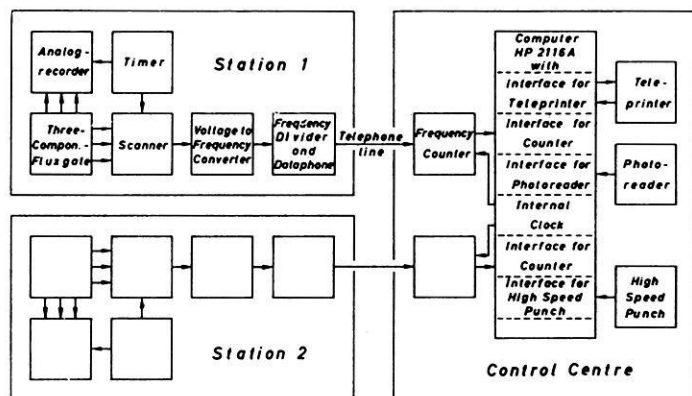 Analog-
recorder
Timer
Station 1
Three-
Compon.-
Fluxgate
Scanner
Voltage to
Frequency
Converter
Frequency
Divider
and
Dataphone
Telephone
line
Station 2
Frequency
Counter
Computer
HP 2116A
with
Interface for
Teleprinter
Interface for
Counter
Interface for
Photoreader
Internal
Clock
Interface for
Counter
Interface for
High Speed
Punch
Tele-
printer
Photo-
reader
High
Speed
Punch
Control Centre